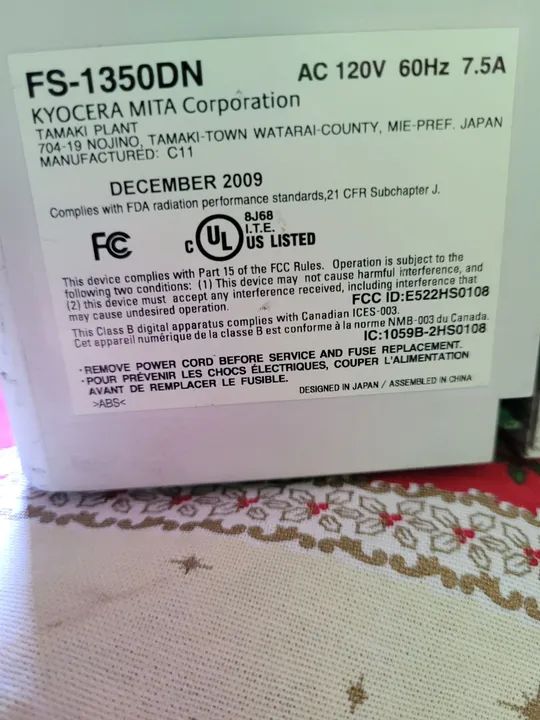 FS-1350DN AC 120V 60Hz 7.5A
KYOCERA MITA Corporation
TAMAKI PLANT
704-19 NOJINO, TAMAKI-TOWN WATARAI-COUNTY, MIE-PREF. JAPAN
MANUFACTURED: C11
DECEMBER 2009
Complies with FDA radiation performance standards,21 CFR Subchapter J.
FC
8J68
I.T.E.
C UL US LISTED
This device complies with Part 15 of the FCC Rules. Operation is subject to the
following two conditions: (1) This device may not cause harmful interference, and
(2) this device must accept any interference received, including interference that
may cause undesired operation. FCC ID:E522HS0108
This Class B digital apparatus complies with Canadian ICES-003.
Cet appareil numérique de la classe B est conforme à la norme NMB-003 du Canada.
IC:1059B-2HS0108
·REMOVE POWER CORD BEFORE SERVICE AND FUSE REPLACEMENT.
·POUR PRÉVENIR LES CHOCS ÉLECTRIQUES, COUPER L'ALIMENTATION
AVANT DE REMPLACER LE FUSIBLE.
>ABS< DESIGNED IN JAPAN / ASSEMBLED IN CHINA